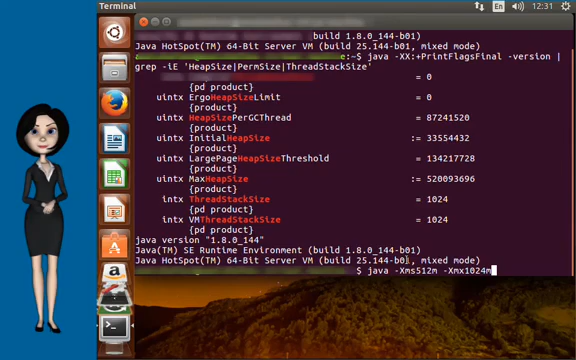 Terminal
En
12:31
build 1.8.0_144-b01)
Java HotSpot(TM) 64-Bit Server VM (build 25.144-b01, mixed mode)
:~$ java -XX:+PrintFlagsFinal -version |
grep -iE 'HeapSize|PermSize|ThreadStackSize'
= 0
{pd product}
uintx ErgoHeapSizeLimit = 0
{product}
uintx HeapSizePerGCThread = 87241520
{product}
uintx InitialHeapSize := 33554432
{product}
uintx LargePageHeapSizeThreshold = 134217728
{product}
uintx MaxHeapSize := 520093696
{product}
intx ThreadStackSize = 1024
{pd product}
intx VMThreadStackSize = 1024
{pd product}
java version "1.8.0_144"
Java(TM) SE Runtime Environment (build 1.8.0_144-b01)
Java HotSpot(TM) 64-Bit Server VM (build 25.144-b01, mixed mode)
$ java -Xms512m -Xmx1024m